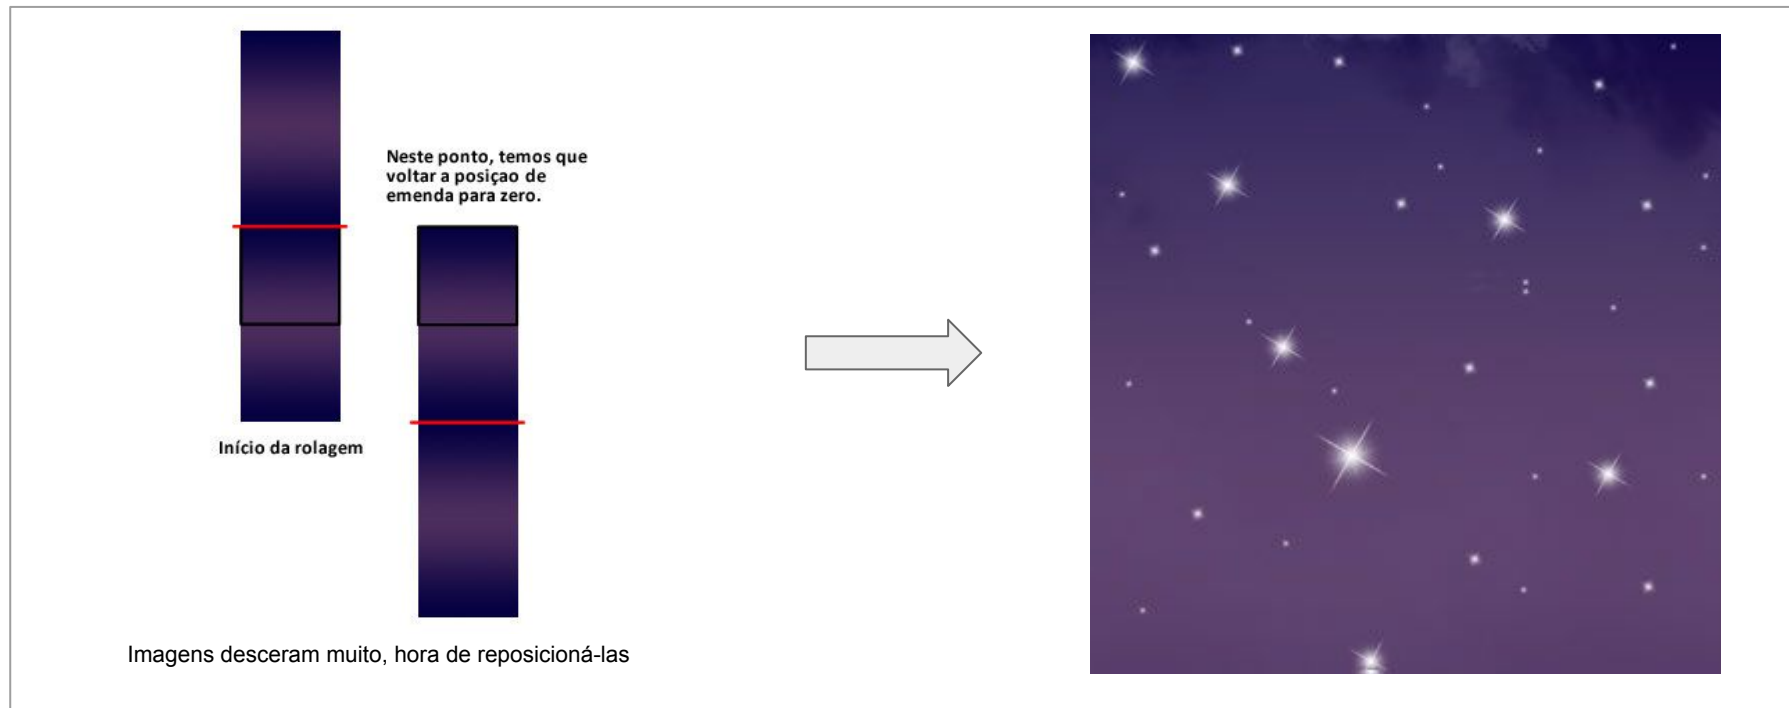 Neste ponto, temos que
voltar a posiçao de
emenda para zero.
Início da rolagem
Imagens desceram muito, hora de reposicioná-las